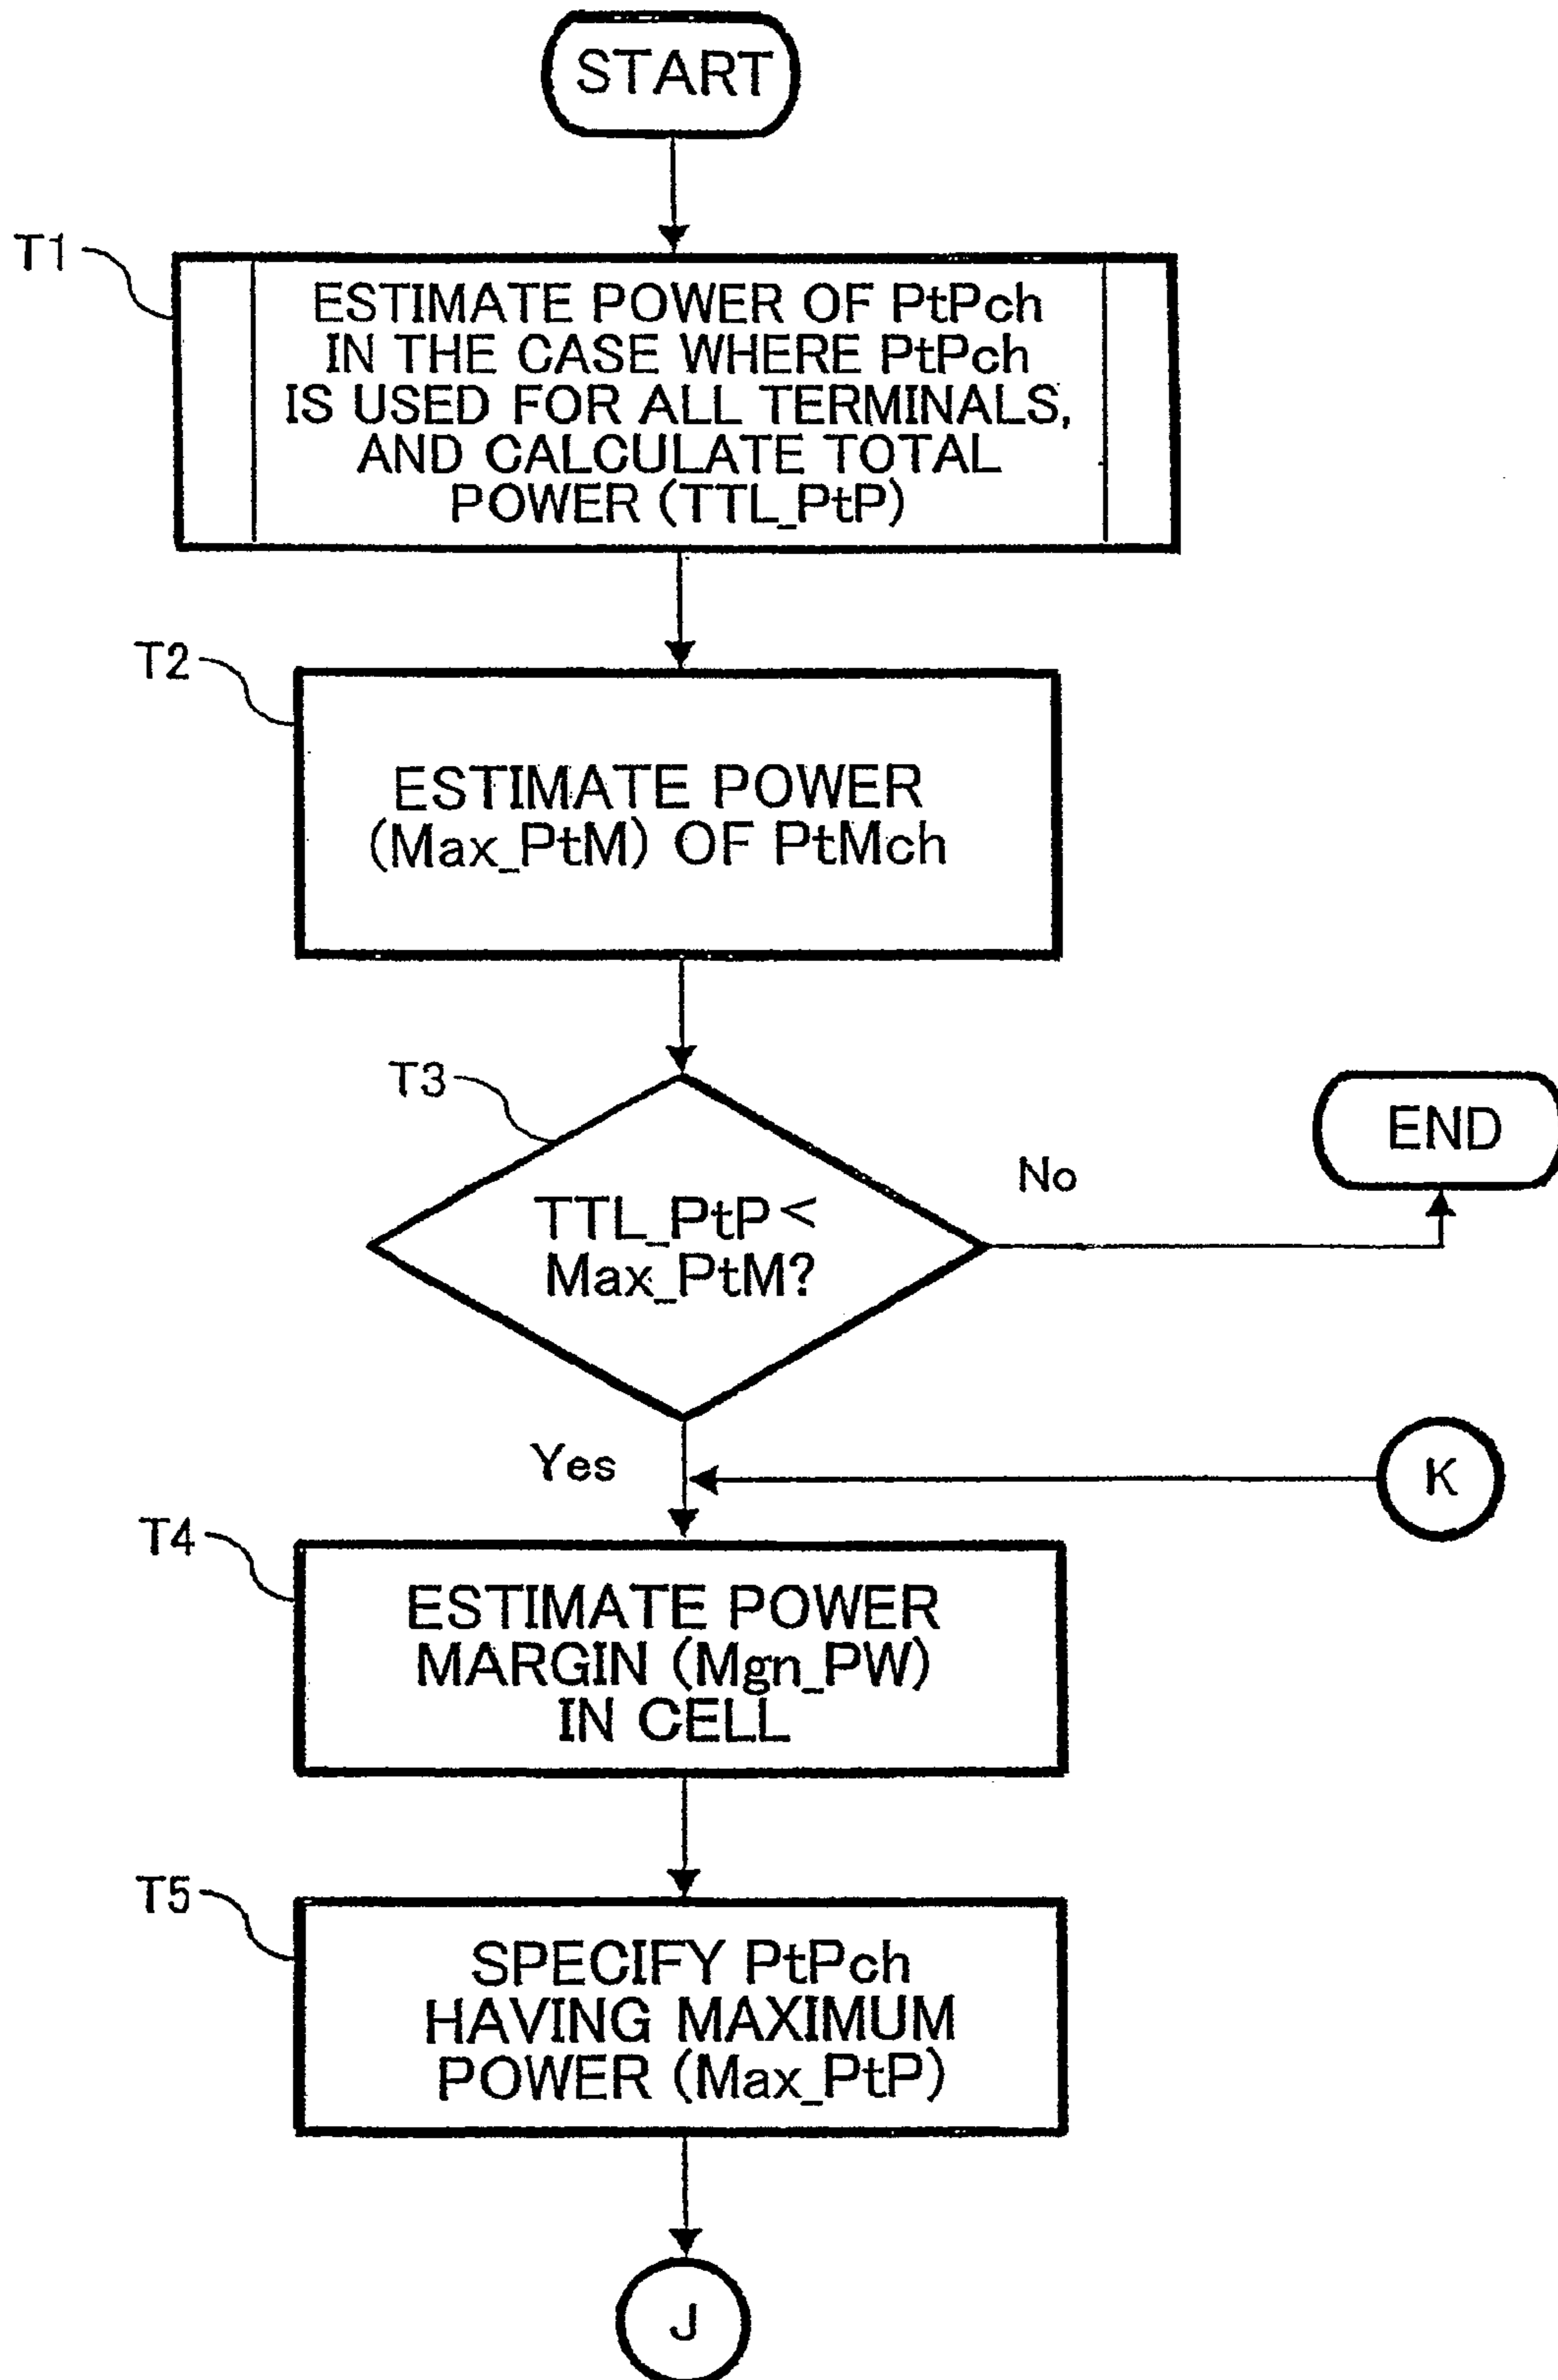 START
T1
ESTIMATE POWER OF PtPch
IN THE CASE WHERE PtPch
IS USED FOR ALL TERMINALS,
AND CALCULATE TOTAL
POWER (TTL_PtP)
T2
ESTIMATE POWER
(Max_PtM) OF PtMch
T3
TTL_PtP <
Max_PtM?
No
END
Yes
K
T4
ESTIMATE POWER
MARGIN (Mgn_PW)
IN CELL
T5
SPECIFY PtPch
HAVING MAXIMUM
POWER (Max_PtP)
J